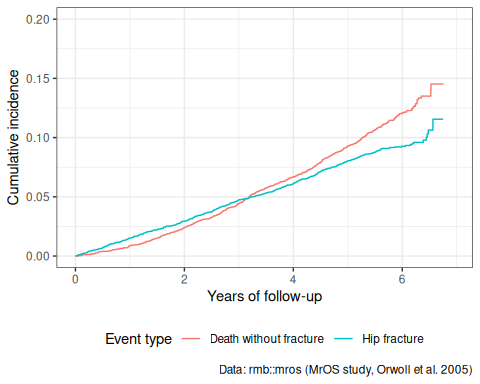 0.20
0.15
0.10
0.05
0.00
Cumulative incidence
0 2 4 6
Years of follow-up
Event type Death without fracture Hip fracture
Data: rmb::mros (MrOS study, Orwoll et al. 2005)